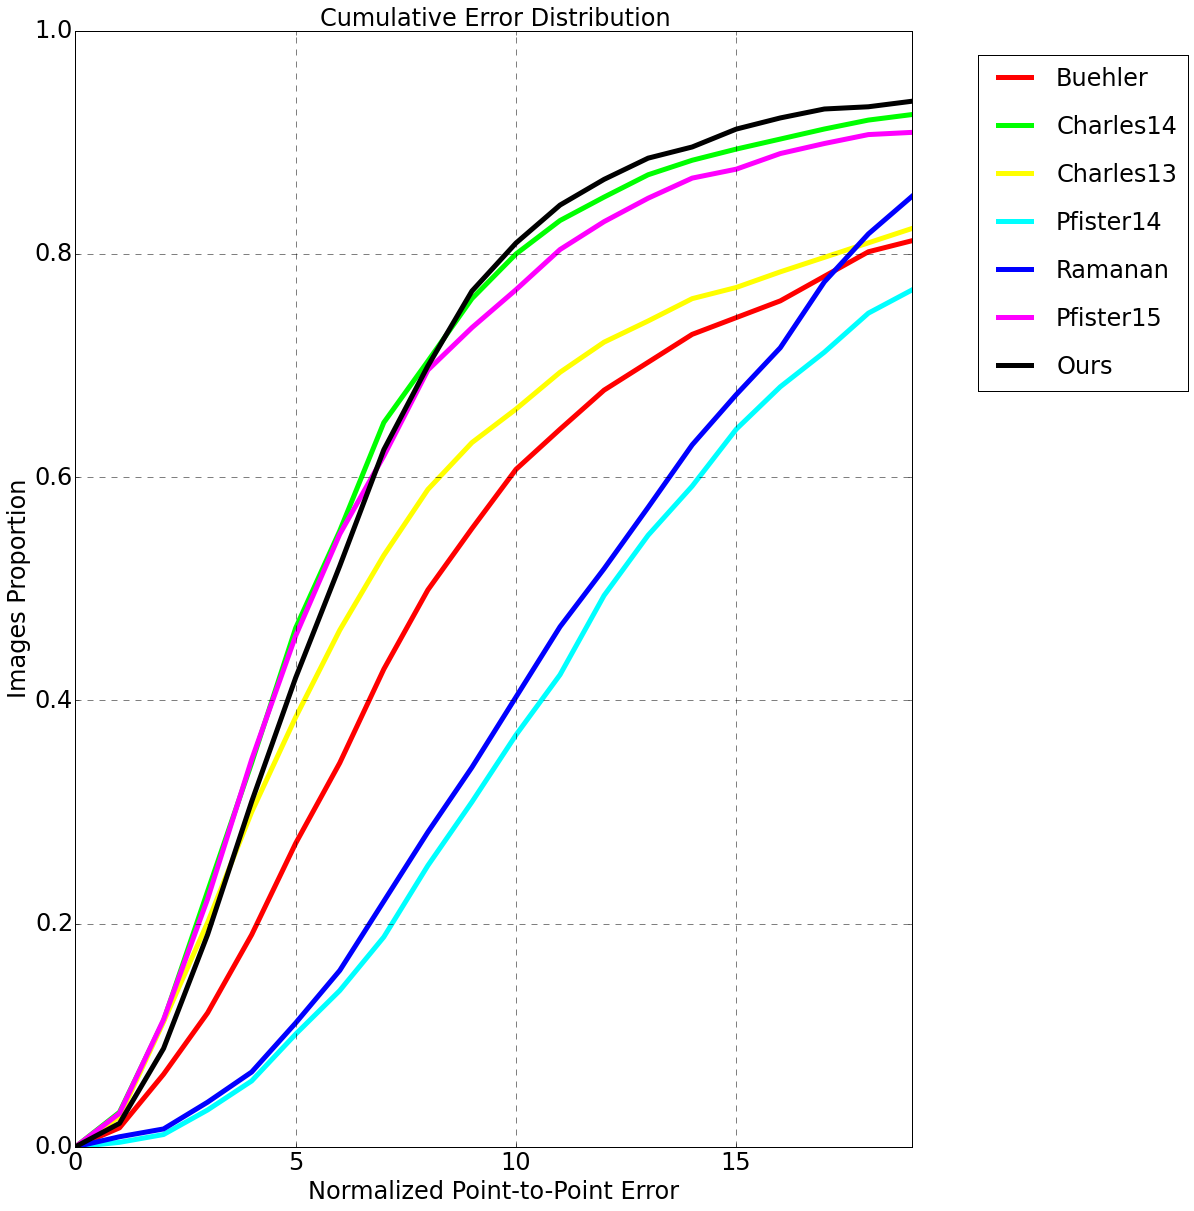 Cumulative Error Distribution
1.0
0.8
0.6
0.4
0.2
0.0
Images Proportion
0 5 10 15
Normalized Point-to-Point Error
Buehler
Charles14
Charles13
Pfister14
Ramanan
Pfister15
Ours